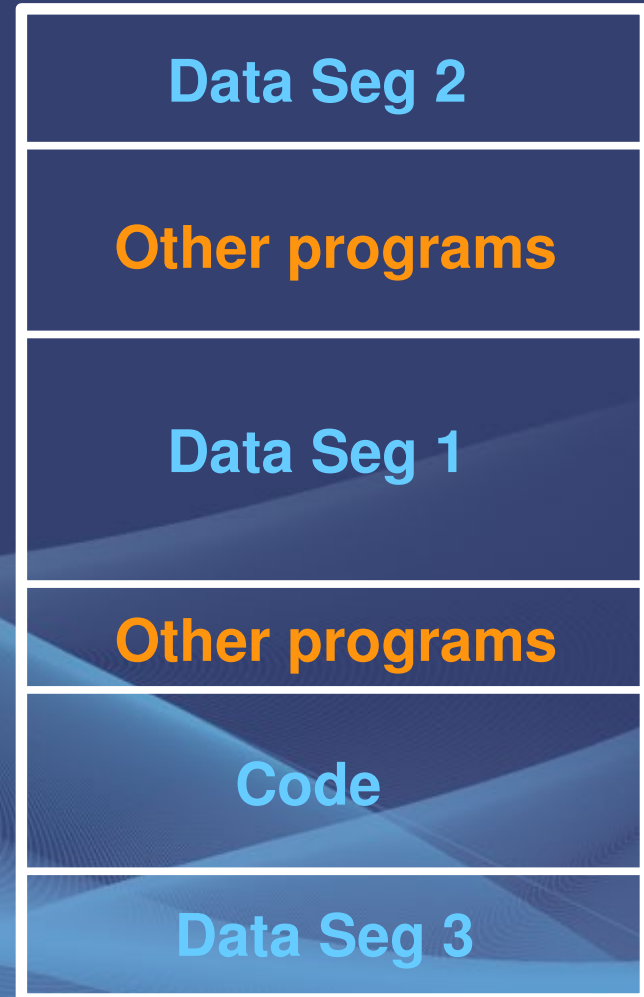 Data Seg 2
Other programs
Data Seg 1
Other programs
Code
Data Seg 3